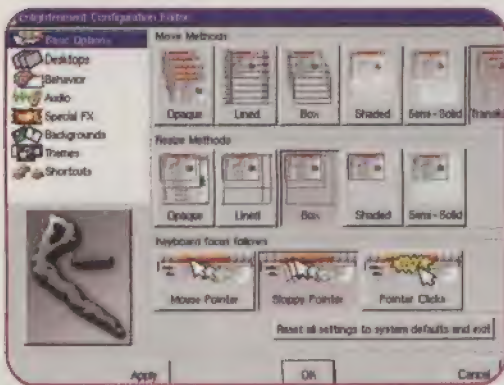 Enlightenment Configuration Editor
Basic Options
Desktops
Behavior
Audio
Special FX
Backgrounds
Themes
Shortcuts
Move Methods
Opaque Lined Box Shaded Semi-Solid
Resize Methods
Opaque Lined Box Shaded Semi-Solid
Keyboard focus follows
Mouse Pointer Sloppy Pointer Pointer Clicks
Reset all settings to system defaults and exit
Apply OK Cancel